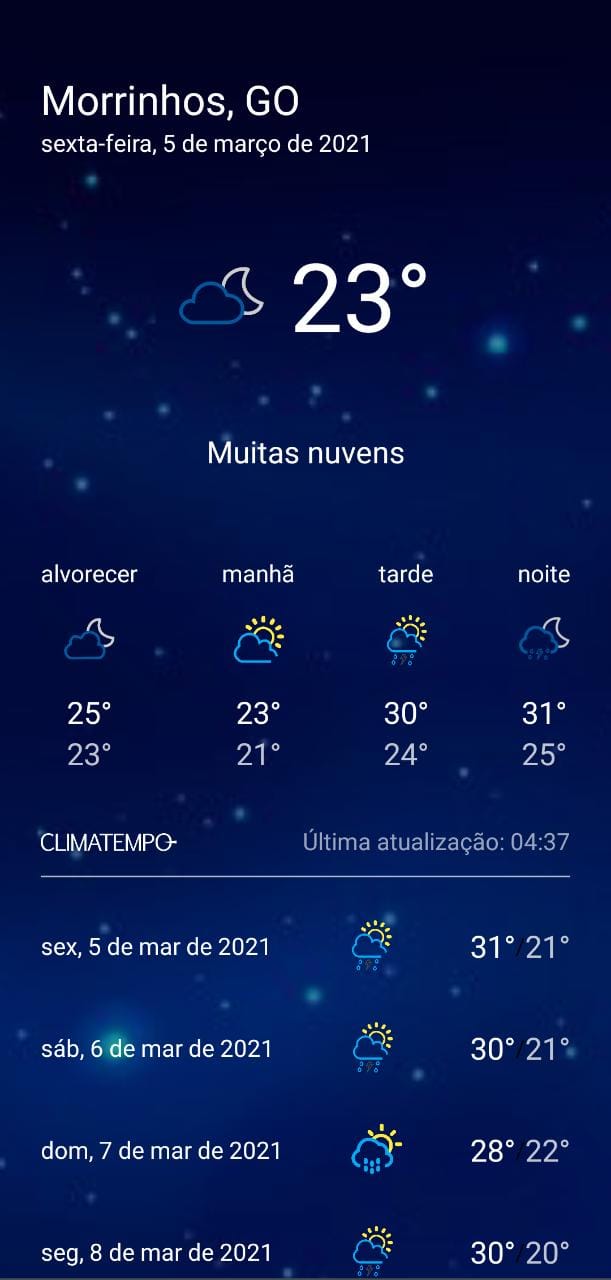 Morrinhos, GO
sexta-feira, 5 de março de 2021
23°
Muitas nuvens
alvorecer manhã tarde noite
25° 23° 30° 31°
23° 21° 24° 25°
CLIMATEMPO Última atualização: 04:37
sex, 5 de mar de 2021 31°/21°
sáb, 6 de mar de 2021 30°/21°
dom, 7 de mar de 2021 28°/22°
seg, 8 de mar de 2021 30°/20°